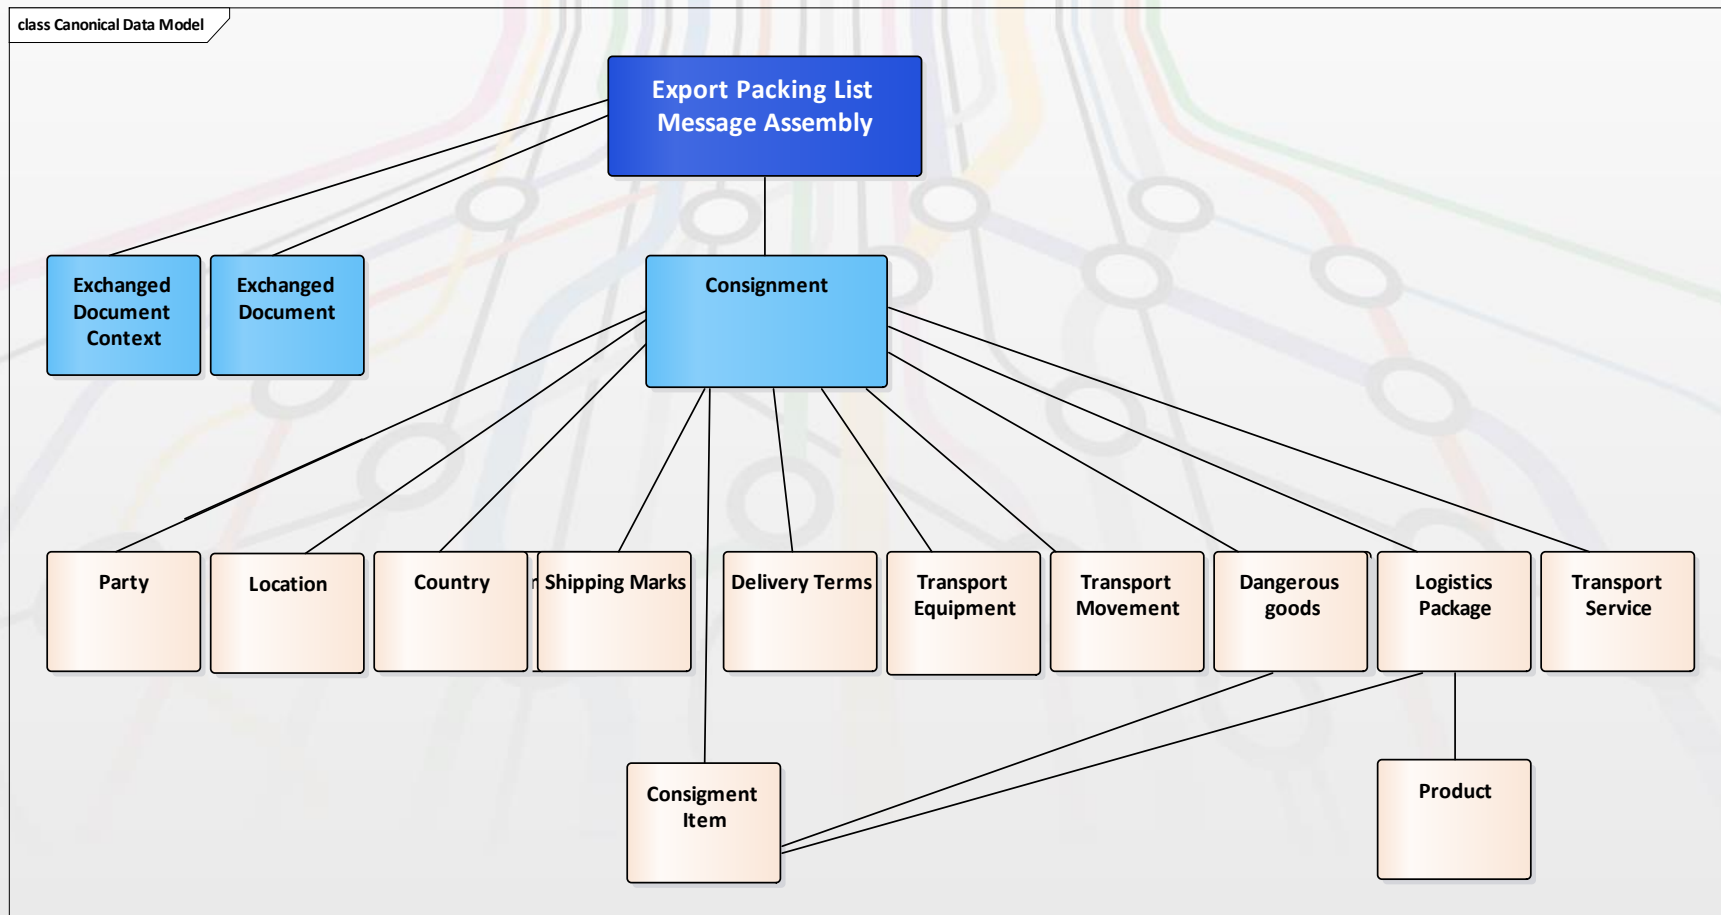 class Canonical Data Model
Export Packing List
Message Assembly
Exchanged
Document
Context
Exchanged
Document
Consignment
Party
Location
Country
Shipping Marks
Delivery Terms
Transport
Equipment
Transport
Movement
Dangerous
goods
Logistics
Package
Transport
Service
Consigment
Item
Product